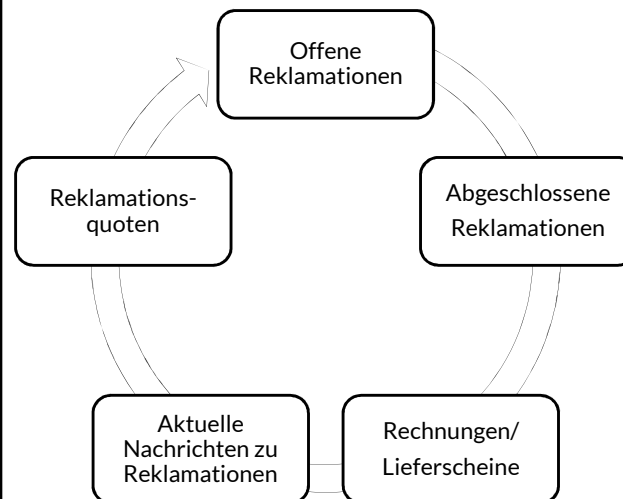 Offene
Reklamationen
Abgeschlossene
Reklamationen
Rechnungen/
Lieferscheine
Aktuelle
Nachrichten zu
Reklamationen
Reklamations-
quoten